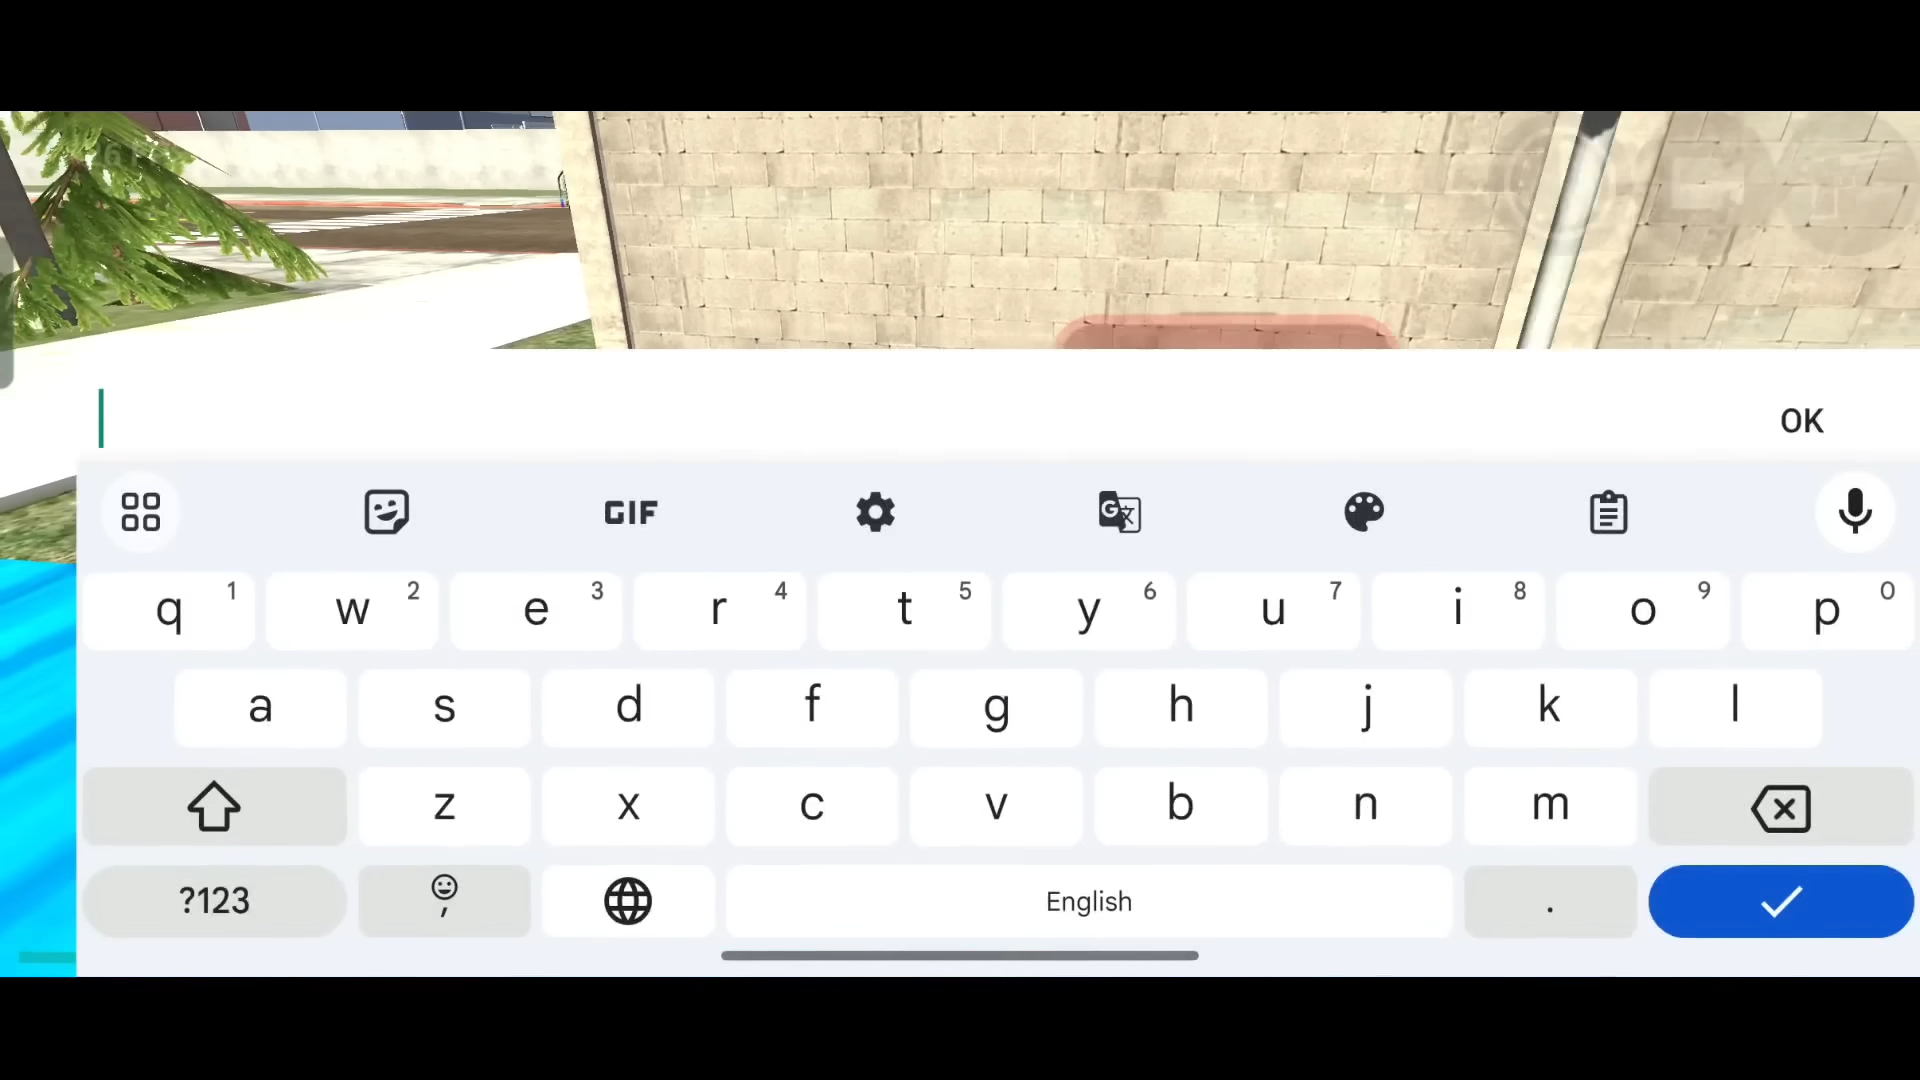 OK
GIF
q 1 w 2 e 3 r 4 t 5 y 6 u 7 i 8 o 9 p 0
a s d f g h j k l
z x c v b n m
?123 , English .